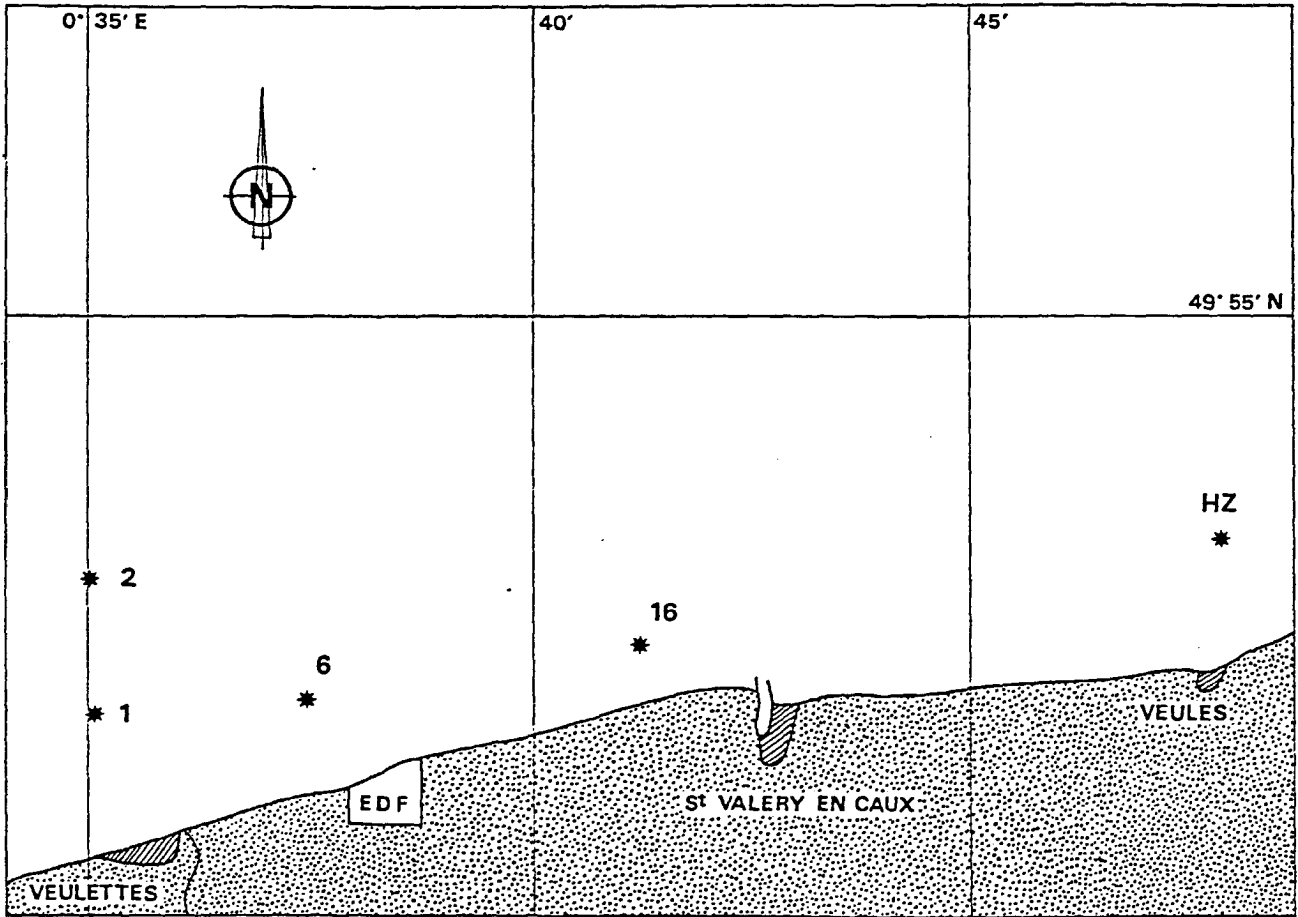 0° 35' E
40'
45'
N
49° 55' N
HZ
2
16
6
1
VEULES
EDF
St VALERY EN CAUX
VEULETTES